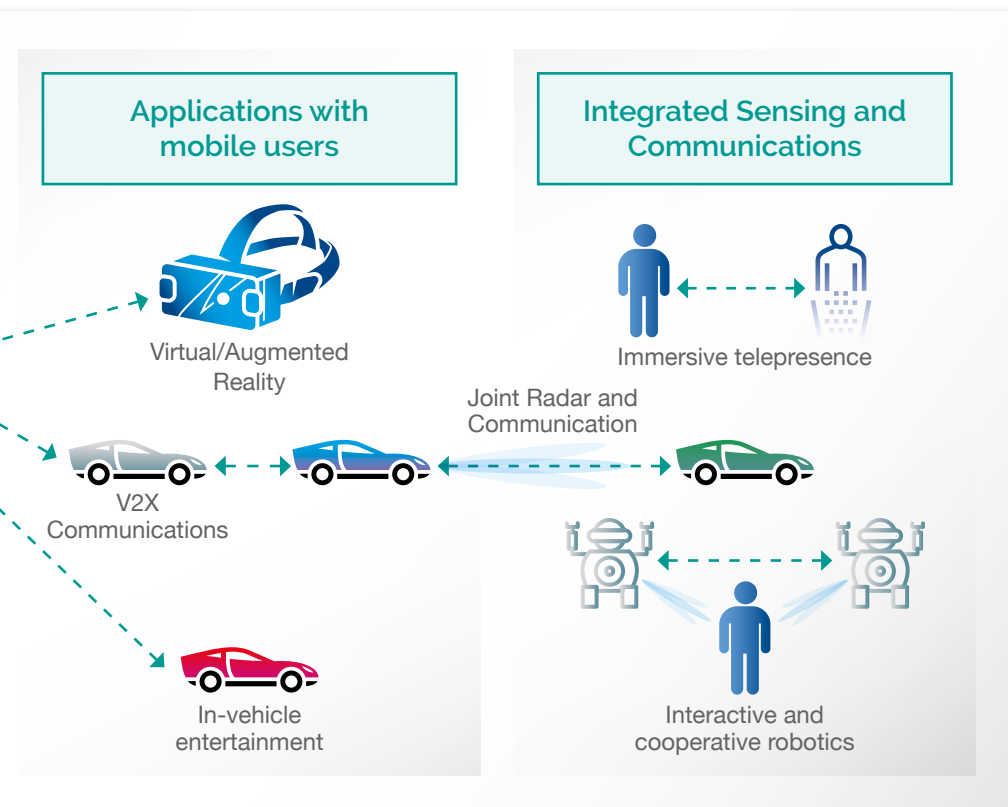 Applications with
mobile users
Integrated Sensing and
Communications
Virtual/Augmented
Reality
Immersive telepresence
Joint Radar and
Communication
V2X
Communications
In-vehicle
entertainment
Interactive and
cooperative robotics